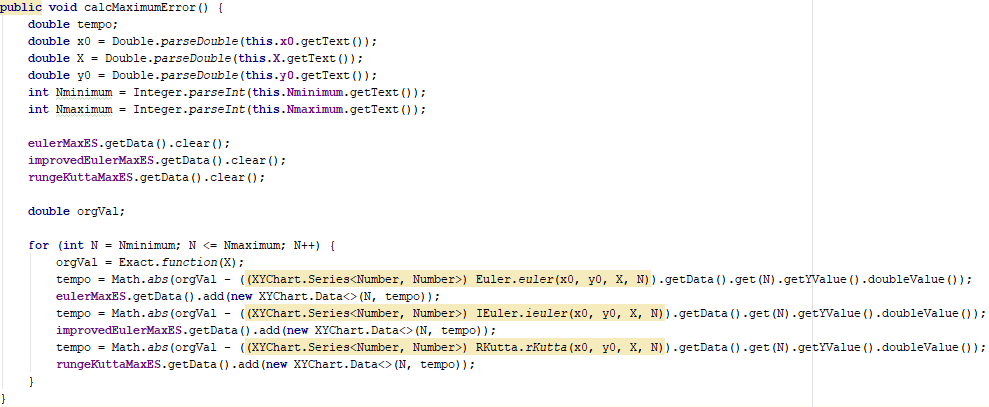 public void calcMaximumError() {
    double tempo;
    double x0 = Double.parseDouble(this.x0.getText());
    double X = Double.parseDouble(this.X.getText());
    double y0 = Double.parseDouble(this.y0.getText());
    int Nminimum = Integer.parseInt(this.Nminimum.getText());
    int Nmaximum = Integer.parseInt(this.Nmaximum.getText());

    eulerMaxES.getData().clear();
    improvedEulerMaxES.getData().clear();
    rungeKuttaMaxES.getData().clear();

    double orgVal;

    for (int N = Nminimum; N <= Nmaximum; N++) {
        orgVal = Exact.function(X);
        tempo = Math.abs(orgVal - ((XYChart.Series<Number, Number>) Euler.euler(x0, y0, X, N)).getData().get(N).getYValue().doubleValue());
        eulerMaxES.getData().add(new XYChart.Data<>(N, tempo));
        tempo = Math.abs(orgVal - ((XYChart.Series<Number, Number>) IEuler.ieuler(x0, y0, X, N)).getData().get(N).getYValue().doubleValue());
        improvedEulerMaxES.getData().add(new XYChart.Data<>(N, tempo));
        tempo = Math.abs(orgVal - ((XYChart.Series<Number, Number>) RKutta.rKutta(x0, y0, X, N)).getData().get(N).getYValue().doubleValue());
        rungeKuttaMaxES.getData().add(new XYChart.Data<>(N, tempo));
    }
}